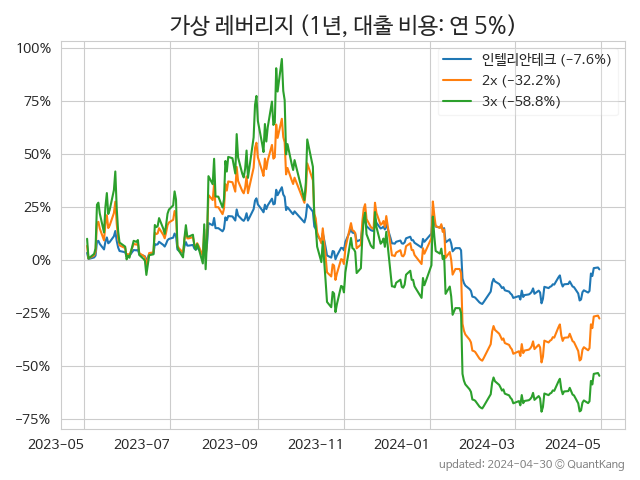 가상 레버리지 (1년, 대출 비용: 연 5%)
인텔리안테크 (−7.6%)
2x (−32.2%)
3x (−58.8%)
100%
75%
50%
25%
0%
−25%
−50%
−75%
2023-05 2023-07 2023-09 2023-11 2024-01 2024-03 2024-05
updated: 2024-04-30 © QuantKang